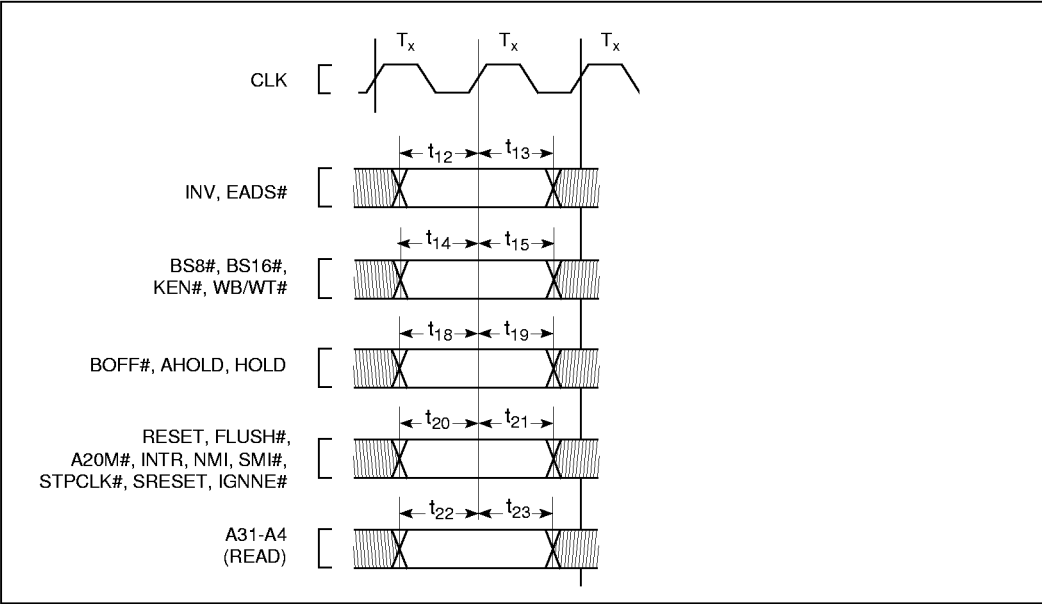 Tx Tx Tx
CLK
t12 t13
INV, EADS#
t14 t15
BS8#, BS16#,
KEN#, WB/WT#
t18 t19
BOFF#, AHOLD, HOLD
t20 t21
RESET, FLUSH#,
A20M#, INTR, NMI, SMI#,
STPCLK#, SRESET, IGNNE#
t22 t23
A31-A4
(READ)